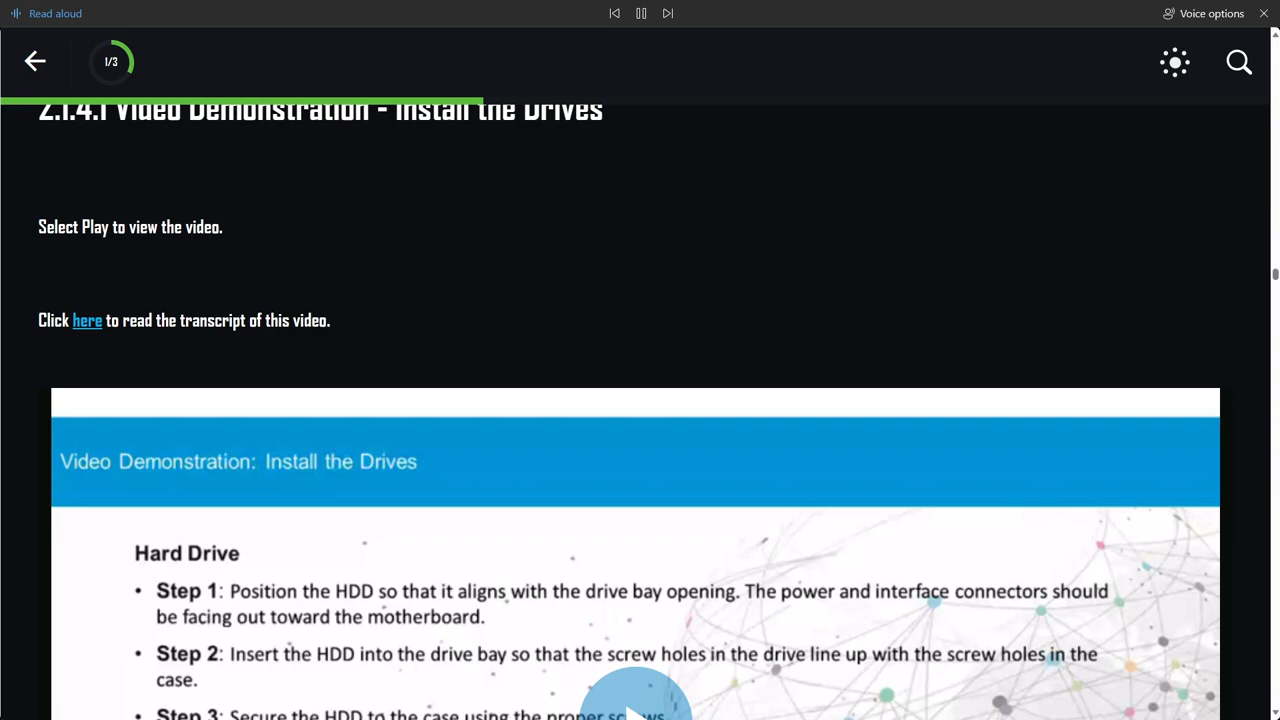 Read aloud
Voice options
1/3
2.1.4.1 Video Demonstration - Install the Drives
Select Play to view the video.
Click here to read the transcript of this video.
Video Demonstration: Install the Drives
Hard Drive
• Step 1: Position the HDD so that it aligns with the drive bay opening. The power and interface connectors should
be facing out toward the motherboard.
• Step 2: Insert the HDD into the drive bay so that the screw holes in the drive line up with the screw holes in the
case.
• Step 3: Secure the HDD to the case using the proper screws.